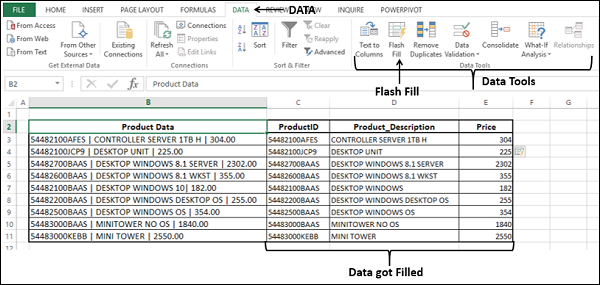 FILE HOME INSERT PAGE LAYOUT FORMULAS DATA DATA INQUIRE POWERPIVOT
From Access
From Web
From Text
From Other Sources
Get External Data
Existing Connections
Refresh All
Connections
Properties
Edit Links
Connections
Sort
Filter
Clear
Reapply
Advanced
Sort & Filter
Text to Columns
Flash Fill
Remove Duplicates
Data Validation
Consolidate
What-If Analysis
Relationships
Data Tools
Data Tools
Flash Fill
B2 fx Product Data
A B C D E F G
1
2 Product Data ProductID Product_Description Price
3 54482100AFES | CONTROLLER SERVER 1TB H | 304.00 54482100AFES CONTROLLER SERVER 1TB H 304
4 54482100JCP9 | DESKTOP UNIT | 225.00 54482100JCP9 DESKTOP UNIT 225
5 54482700BAAS | DESKTOP WINDOWS 8.1 SERVER | 2302.00 54482700BAAS DESKTOP WINDOWS 8.1 SERVER 2302
6 54482600BAAS | DESKTOP WINDOWS 8.1 WKST | 355.00 54482600BAAS DESKTOP WINDOWS 8.1 WKST 355
7 54482100BAAS | DESKTOP WINDOWS 10| 182.00 54482100BAAS DESKTOP WINDOWS 182
8 54482200BAAS | DESKTOP WINDOWS DESKTOP OS | 255.00 54482200BAAS DESKTOP WINDOWS DESKTOP OS 255
9 54482500BAAS | DESKTOP WINDOWS OS | 354.00 54482500BAAS DESKTOP WINDOWS OS 354
10 54482200BAAS | MINITOWER NO OS | 1840.00 54482200BAAS MINITOWER NO OS 1840
11 54483000KEBB | MINI TOWER | 2550.00 54483000KEBB MINI TOWER 2550
12
Data got Filled